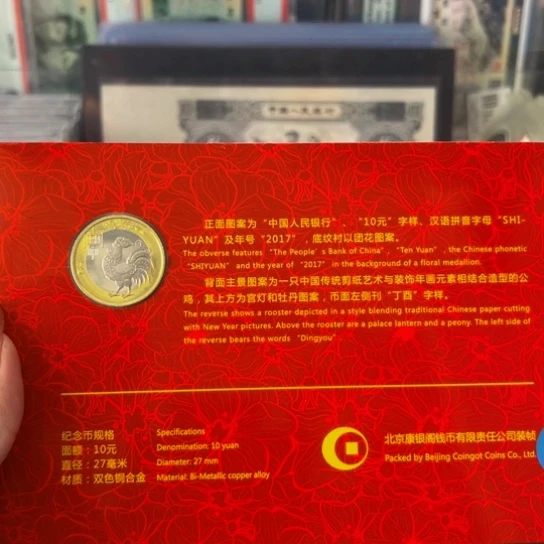 中国人民银行
正面图案为“中国人民银行”、“10元”字样、汉语拼音字母“SHI-
YUAN”及年号“2017”，底纹衬以团花图案。
The obverse features “The People's Bank of China”, “Ten Yuan”, the Chinese phonetic
“SHIYUAN” and the year of “2017” in the background of a floral medallion.
背面主景图案为一只中国传统剪纸艺术与装饰年画元素相结合造型的公
鸡，其上方为宫灯和牡丹图案，币面左侧刊“丁酉”字样。
The reverse shows a rooster depicted in a style blending traditional Chinese paper cutting
with New Year pictures. Above the rooster are a palace lantern and a peony. The left side of
the reverse bears the words “Dingyou”
纪念币规格
面额：10元
直径：27毫米
材质：双色铜合金
Specifications
Denomination: 10 yuan
Diameter: 27 mm
Material: Bi-Metallic copper alloy
北京康银阁钱币有限责任公司装帧
Packed by Beijing Coingot Coins Co., Ltd.